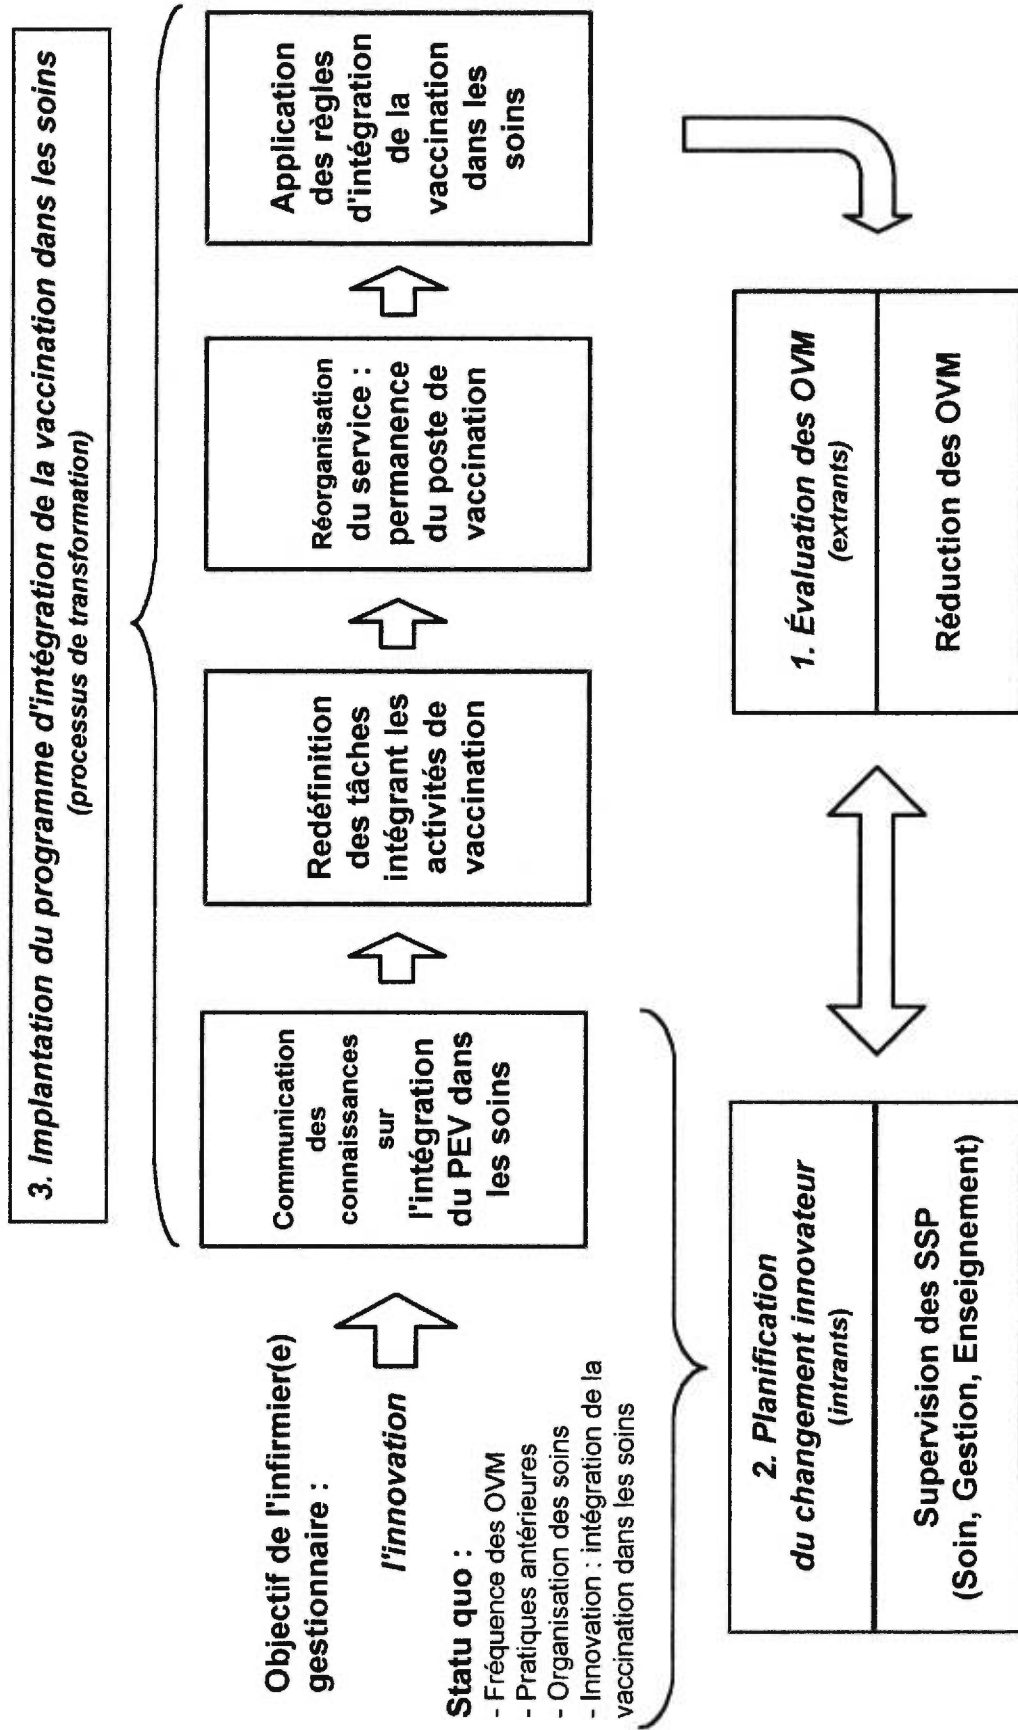 3. Implantation du programme d'intégration de la vaccination dans les soins
(processus de transformation)
Objectif de l'infirmier(e)
gestionnaire :
l'innovation
Statu quo :
- Fréquence des OVM
- Pratiques antérieures
- Organisation des soins
- Innovation : intégration de la
vaccination dans les soins
Communication
des
connaissances
sur
l'intégration
du PEV dans
les soins
Redéfinition
des tâches
intégrant les
activités de
vaccination
Réorganisation
du service :
permanence
du poste de
vaccination
Application
des règles
d'intégration
de la
vaccination
dans les
soins
2. Planification
du changement innovateur
(intrants)
Supervision des SSP
(Soin, Gestion, Enseignement)
1. Évaluation des OVM
(extrants)
Réduction des OVM